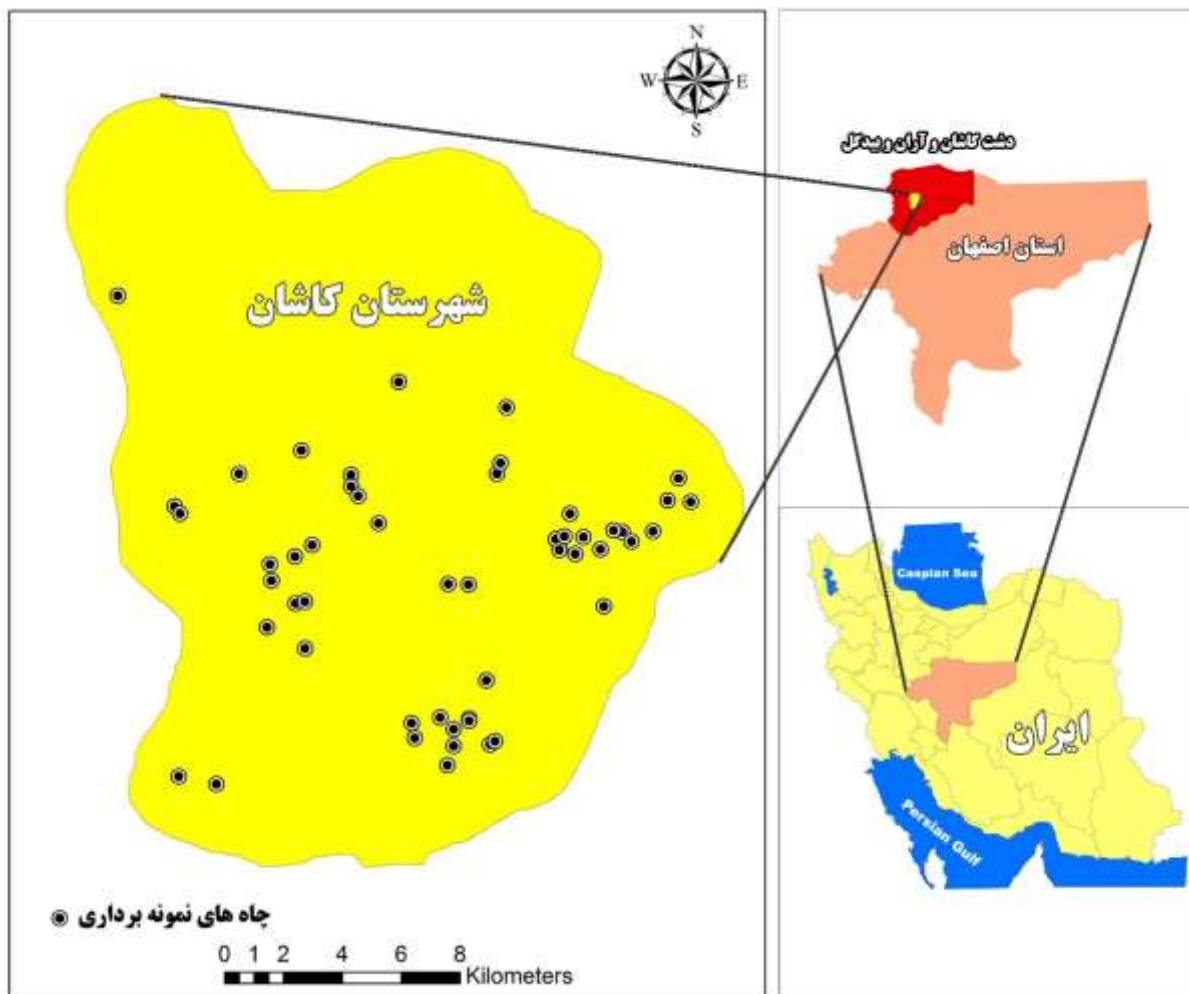 N
W E
S
شهرستان کاشان
چاه های نمونه برداری
0 1 2 4 6 8
Kilometers
دشت کاشان و آران و بیدگل
استان اصفهان
Caspian Sea
ایران
Persian Gulf